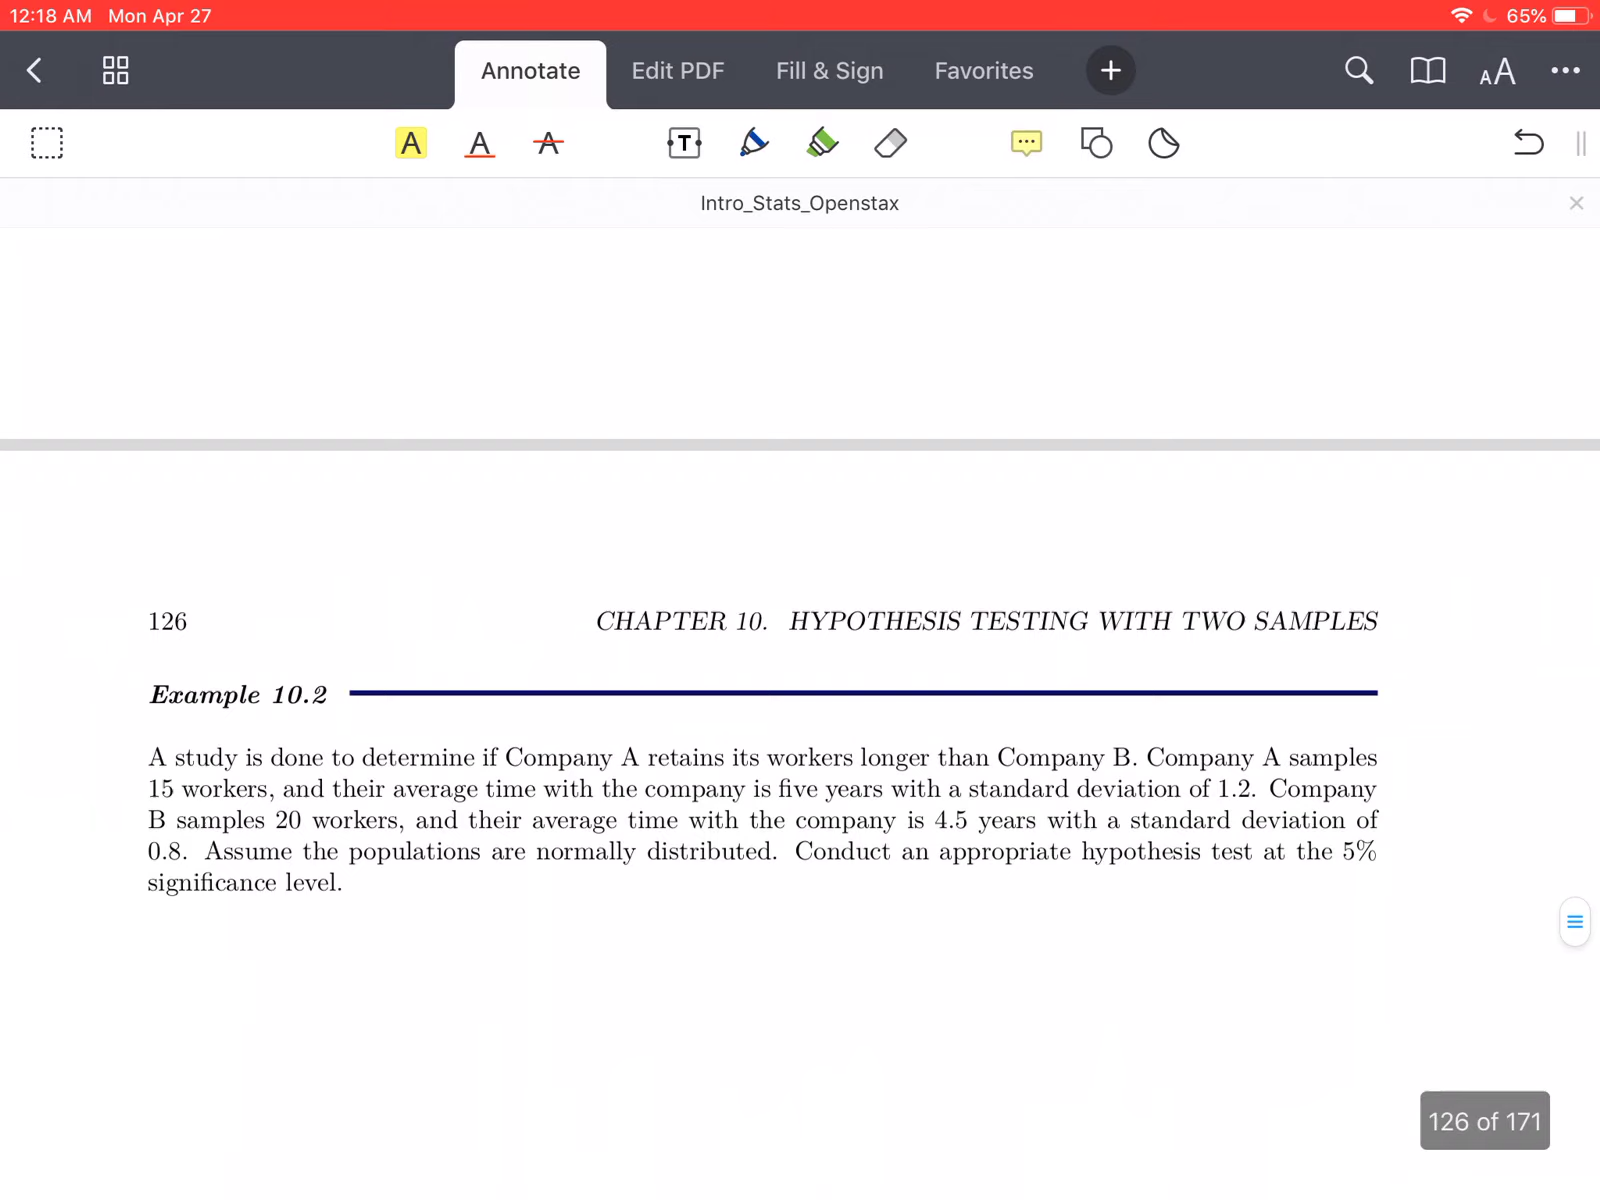 12:18 AM Mon Apr 27
65%
Annotate Edit PDF Fill & Sign Favorites
AA
A A A T
Intro_Stats_Openstax
126 CHAPTER 10. HYPOTHESIS TESTING WITH TWO SAMPLES
Example 10.2
A study is done to determine if Company A retains its workers longer than Company B. Company A samples
15 workers, and their average time with the company is five years with a standard deviation of 1.2. Company
B samples 20 workers, and their average time with the company is 4.5 years with a standard deviation of
0.8. Assume the populations are normally distributed. Conduct an appropriate hypothesis test at the 5%
significance level.
126 of 171